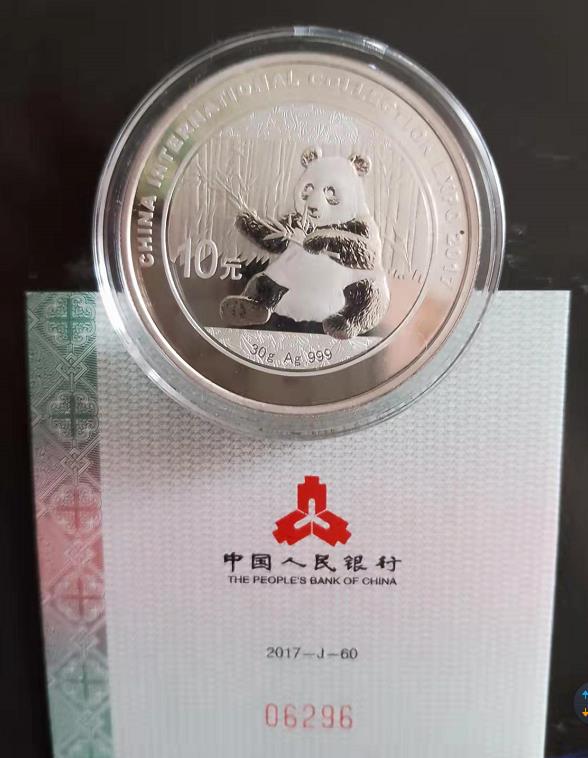 CHINA INTERNATIONAL COLLECTION EXPO 2017
10元
30g Ag 999
中国人民银行
THE PEOPLE'S BANK OF CHINA
2017-J-60
06296